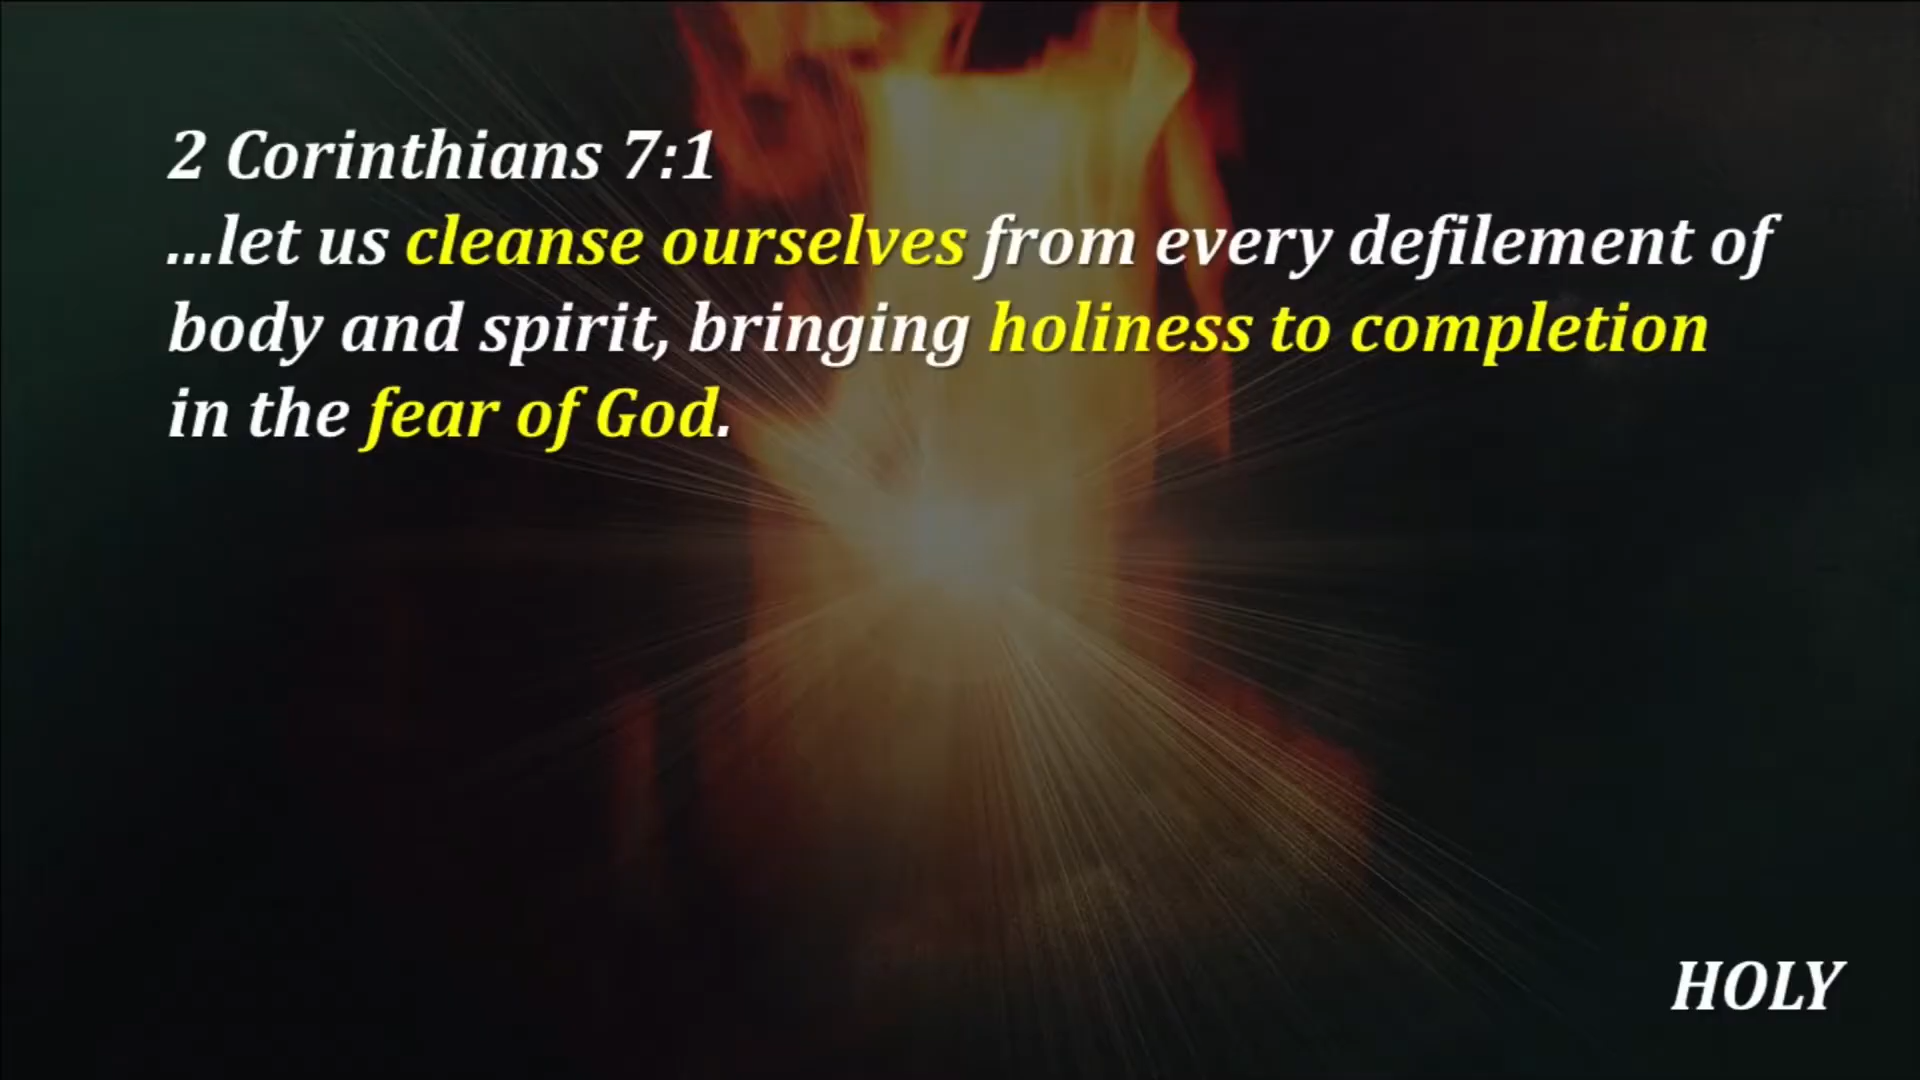 2 Corinthians 7:1
...let us cleanse ourselves from every defilement of
body and spirit, bringing holiness to completion
in the fear of God.
HOLY